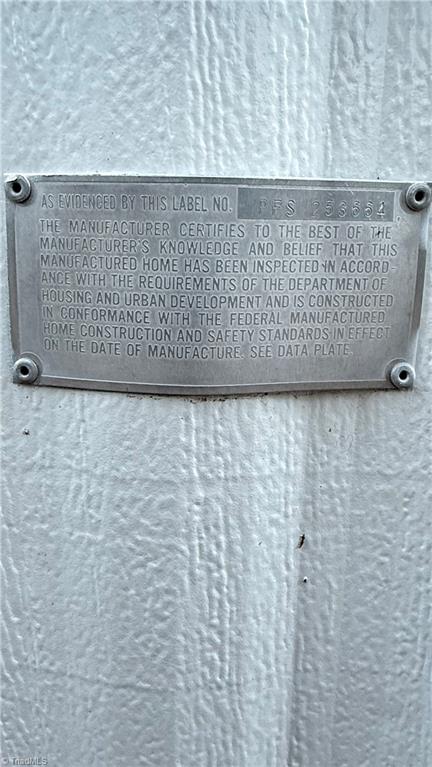 AS EVIDENCED BY THIS LABEL NO. PFS 253554
THE MANUFACTURER CERTIFIES TO THE BEST OF THE
MANUFACTURER'S KNOWLEDGE AND BELIEF THAT THIS
MANUFACTURED HOME HAS BEEN INSPECTED IN ACCORD-
ANCE WITH THE REQUIREMENTS OF THE DEPARTMENT OF
HOUSING AND URBAN DEVELOPMENT AND IS CONSTRUCTED
IN CONFORMANCE WITH THE FEDERAL MANUFACTURED
HOME CONSTRUCTION AND SAFETY STANDARDS IN EFFECT
ON THE DATE OF MANUFACTURE. SEE DATA PLATE.
© TriadMLS